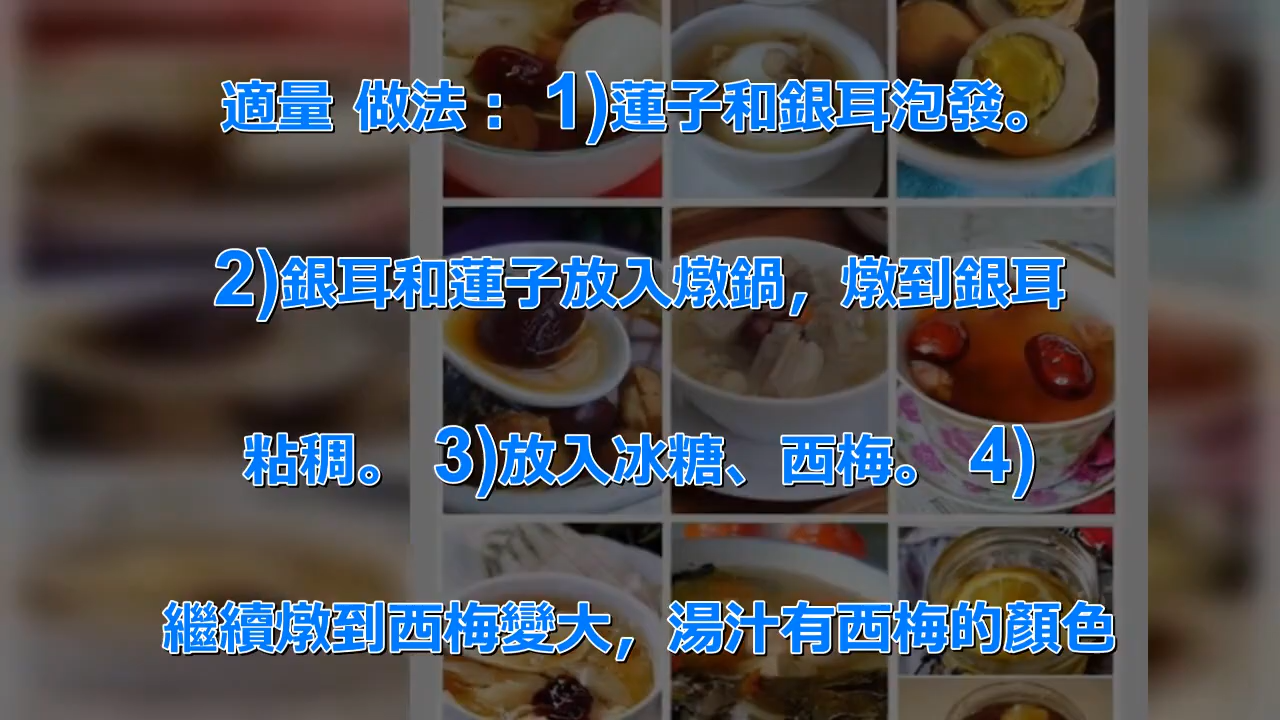 適量 做法： 1)蓮子和銀耳泡發。
2)銀耳和蓮子放入燉鍋，燉到銀耳
粘稠。 3)放入冰糖、西梅。 4)
繼續燉到西梅變大，湯汁有西梅的顏色